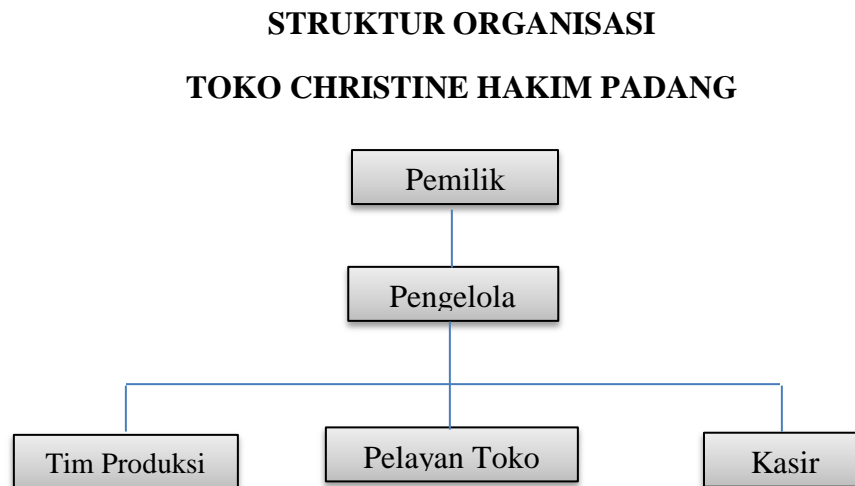 STRUKTUR ORGANISASI
TOKO CHRISTINE HAKIM PADANG
Pemilik
Pengelola
Tim Produksi
Pelayan Toko
Kasir